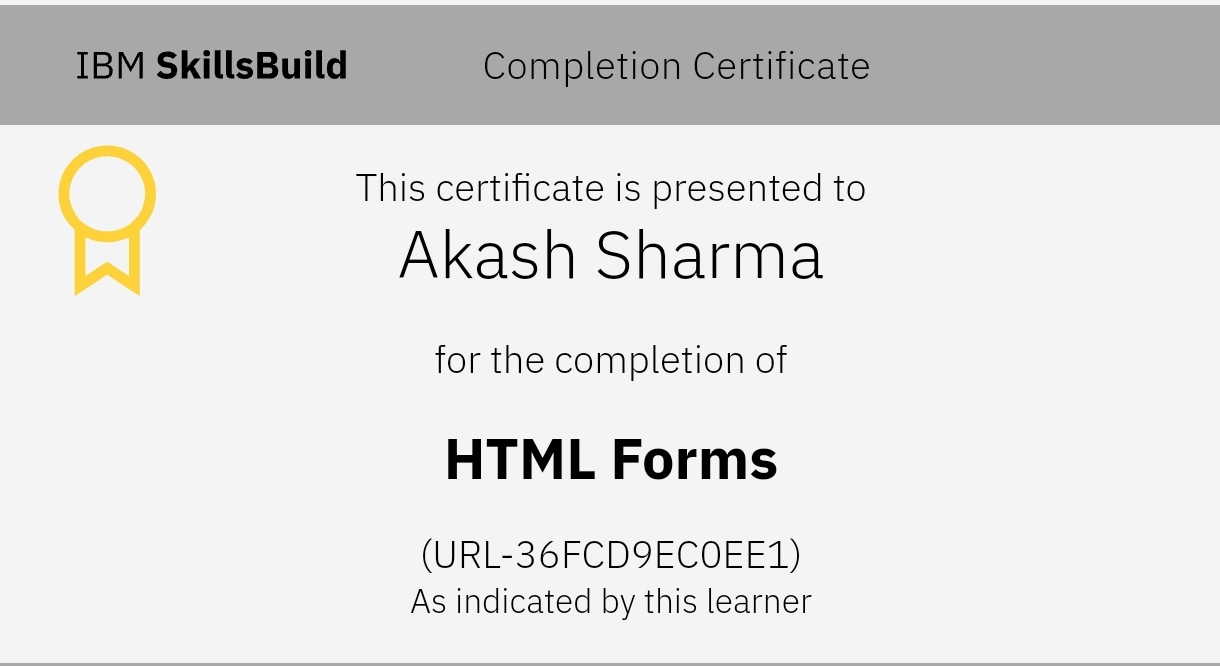 IBM SkillsBuild Completion Certificate
This certificate is presented to
Akash Sharma
for the completion of
HTML Forms
(URL-36FCD9EC0EE1)
As indicated by this learner